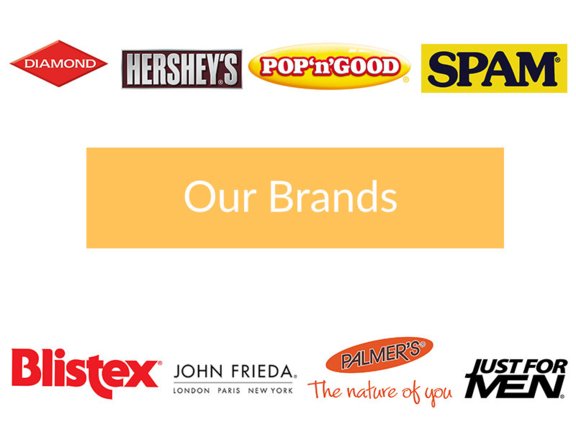 DIAMOND
HERSHEY'S
POP'n'GOOD®
SPAM®
Our Brands
Blistex®
JOHN FRIEDA®
LONDON PARIS NEW YORK
PALMER'S®
The nature of you
JUST FOR
MEN®